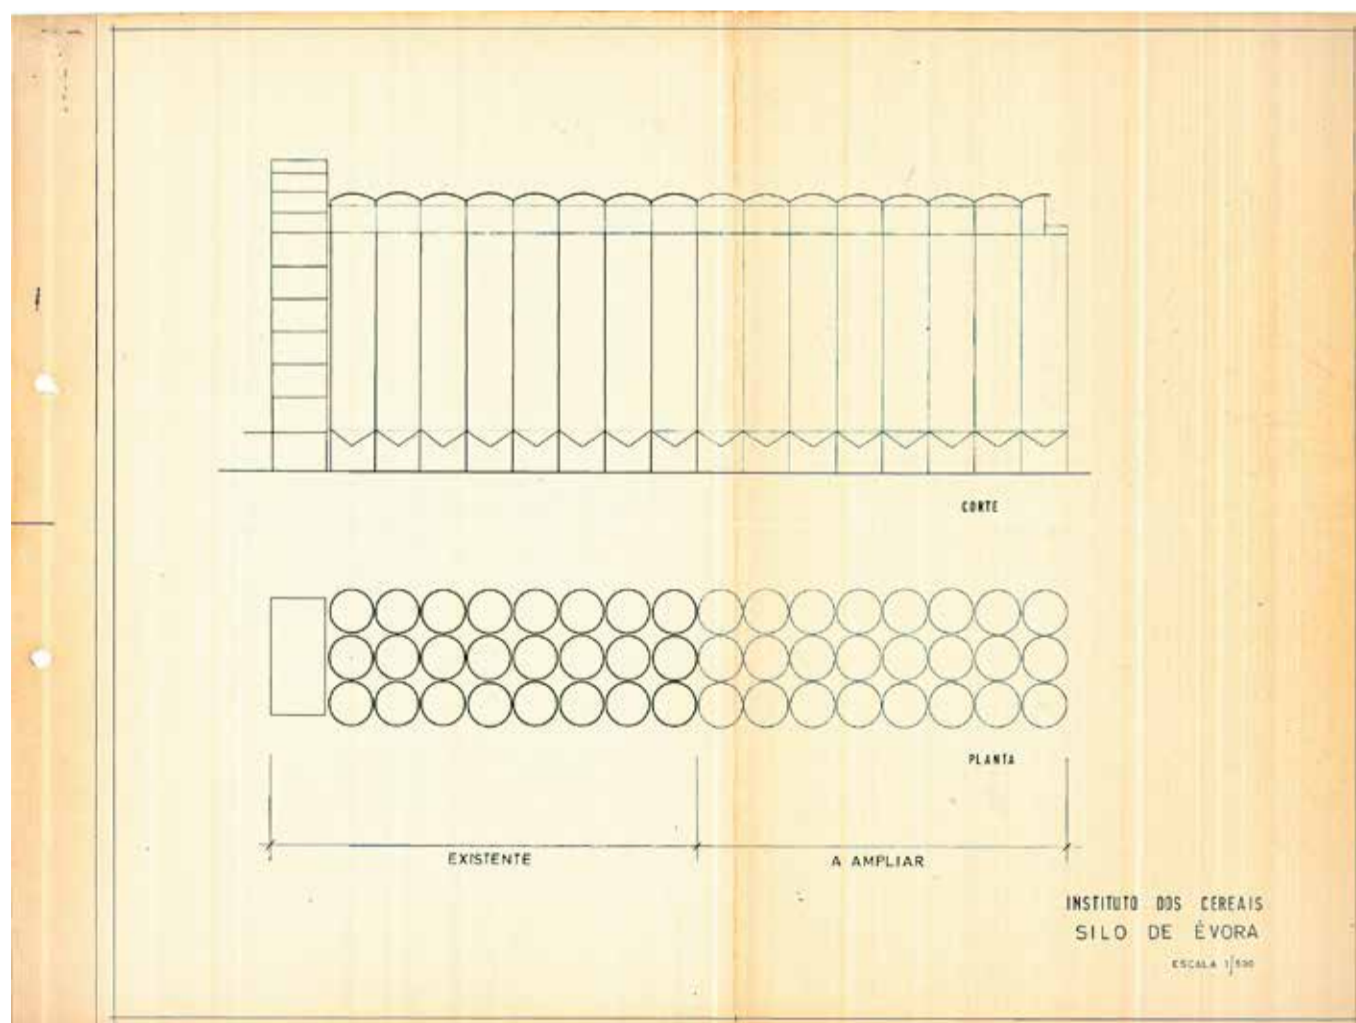 CORTE
PLANTA
EXISTENTE
A AMPLIAR
INSTITUTO DOS CEREAIS
SILO DE ÉVORA
ESCALA 1/500